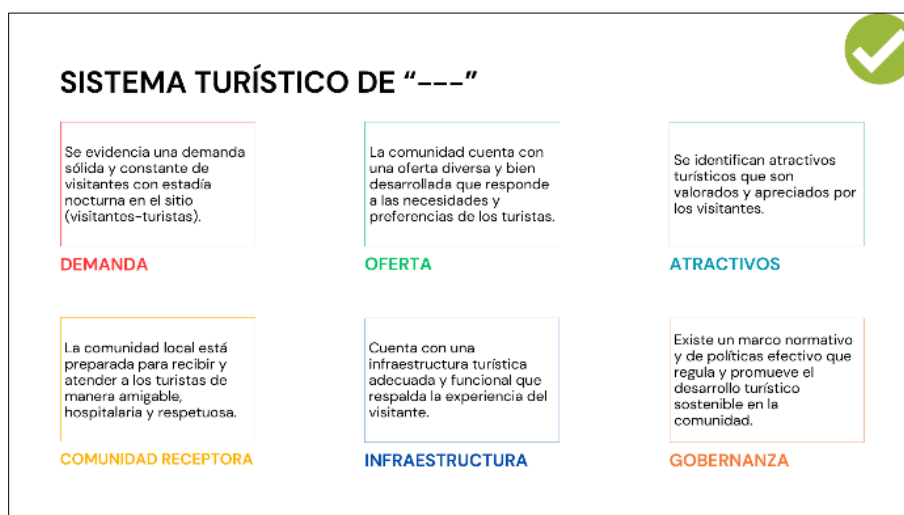 SISTEMA TURÍSTICO DE “---”
Se evidencia una demanda
sólida y constante de
visitantes con estadía
nocturna en el sitio
(visitantes-turistas).
DEMANDA
La comunidad cuenta con
una oferta diversa y bien
desarrollada que responde
a las necesidades y
preferencias de los turistas.
OFERTA
Se identifican atractivos
turísticos que son
valorados y apreciados por
los visitantes.
ATRACTIVOS
La comunidad local está
preparada para recibir y
atender a los turistas de
manera amigable,
hospitalaria y respetuosa.
COMUNIDAD RECEPTORA
Cuenta con una
infraestructura turística
adecuada y funcional que
respalda la experiencia del
visitante.
INFRAESTRUCTURA
Existe un marco normativo
y de políticas efectivo que
regula y promueve el
desarrollo turístico
sostenible en la
comunidad.
GOBERNANZA